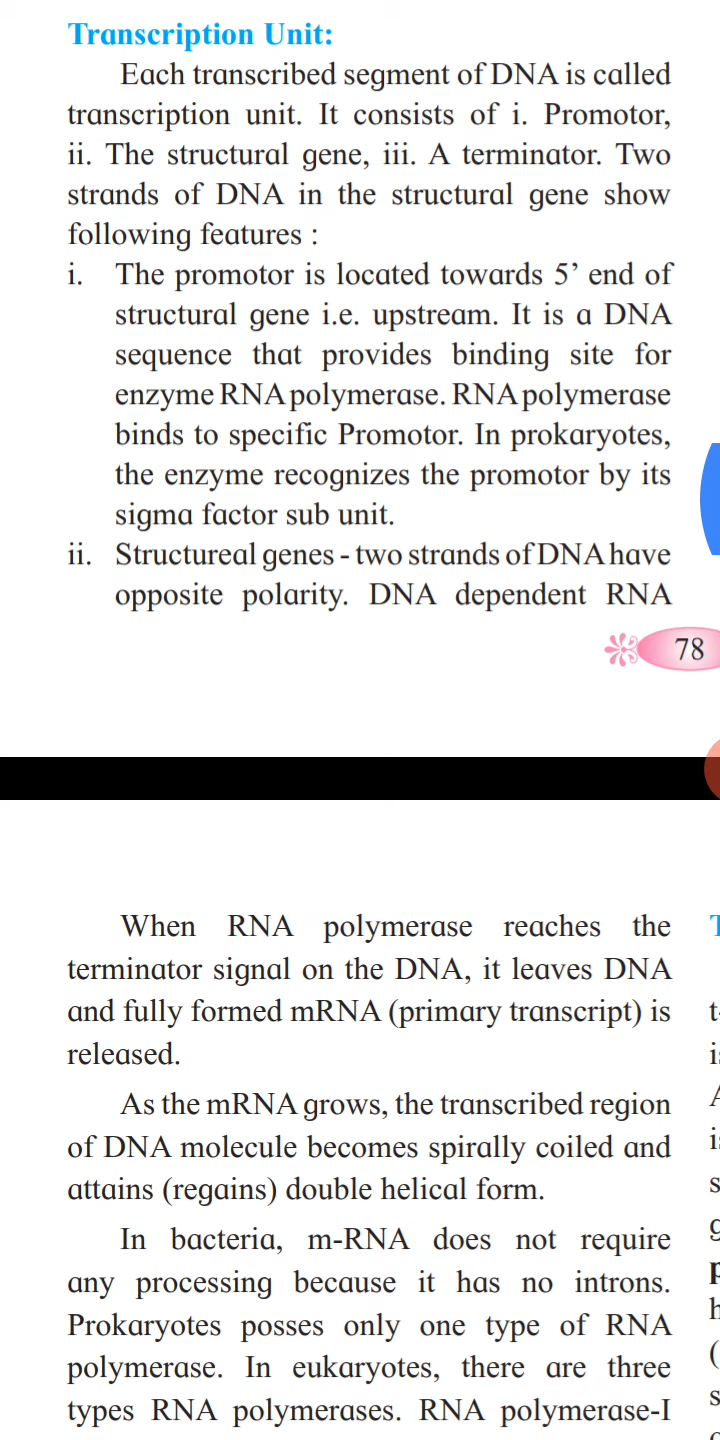 Transcription Unit:
Each transcribed segment of DNA is called
transcription unit. It consists of i. Promotor,
ii. The structural gene, iii. A terminator. Two
strands of DNA in the structural gene show
following features :
i. The promotor is located towards 5’ end of
structural gene i.e. upstream. It is a DNA
sequence that provides binding site for
enzyme RNA polymerase. RNA polymerase
binds to specific Promotor. In prokaryotes,
the enzyme recognizes the promotor by its
sigma factor sub unit.
ii. Structureal genes - two strands of DNA have
opposite polarity. DNA dependent RNA
78
When RNA polymerase reaches the
terminator signal on the DNA, it leaves DNA
and fully formed mRNA (primary transcript) is
released.
As the mRNA grows, the transcribed region
of DNA molecule becomes spirally coiled and
attains (regains) double helical form.
In bacteria, m-RNA does not require
any processing because it has no introns.
Prokaryotes posses only one type of RNA
polymerase. In eukaryotes, there are three
types RNA polymerases. RNA polymerase-I